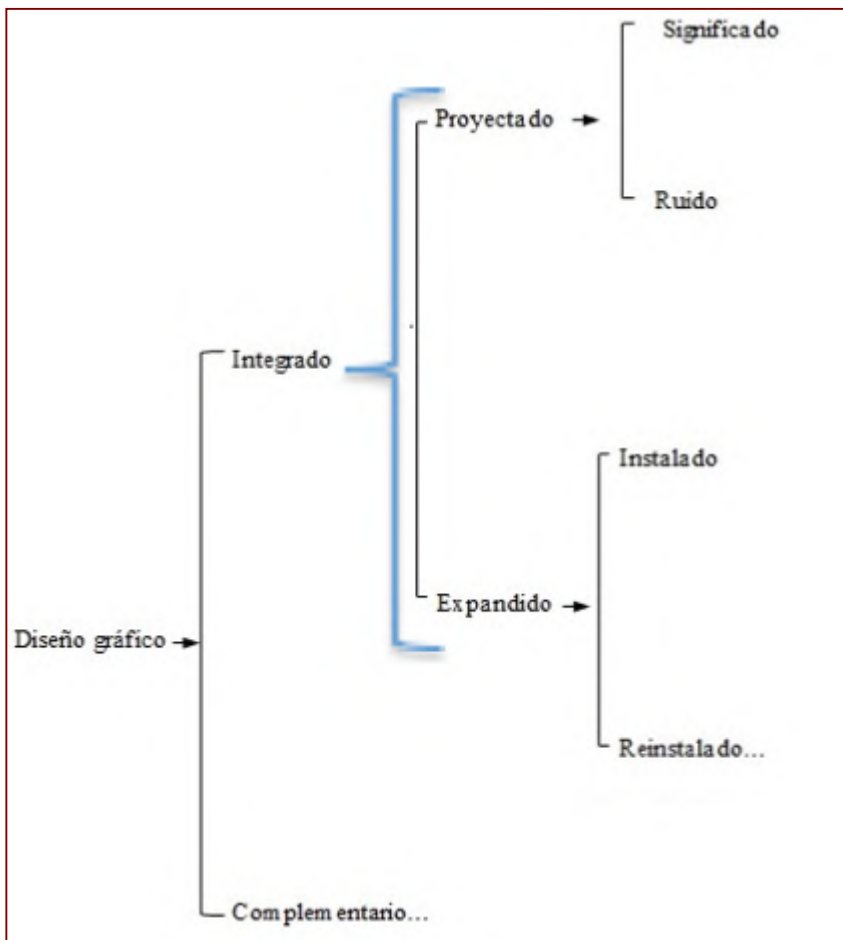 Significado
Proyectado
Ruido
Integrado
Instalado
Expandido
Diseño gráfico
Reinstalado...
Complementario...